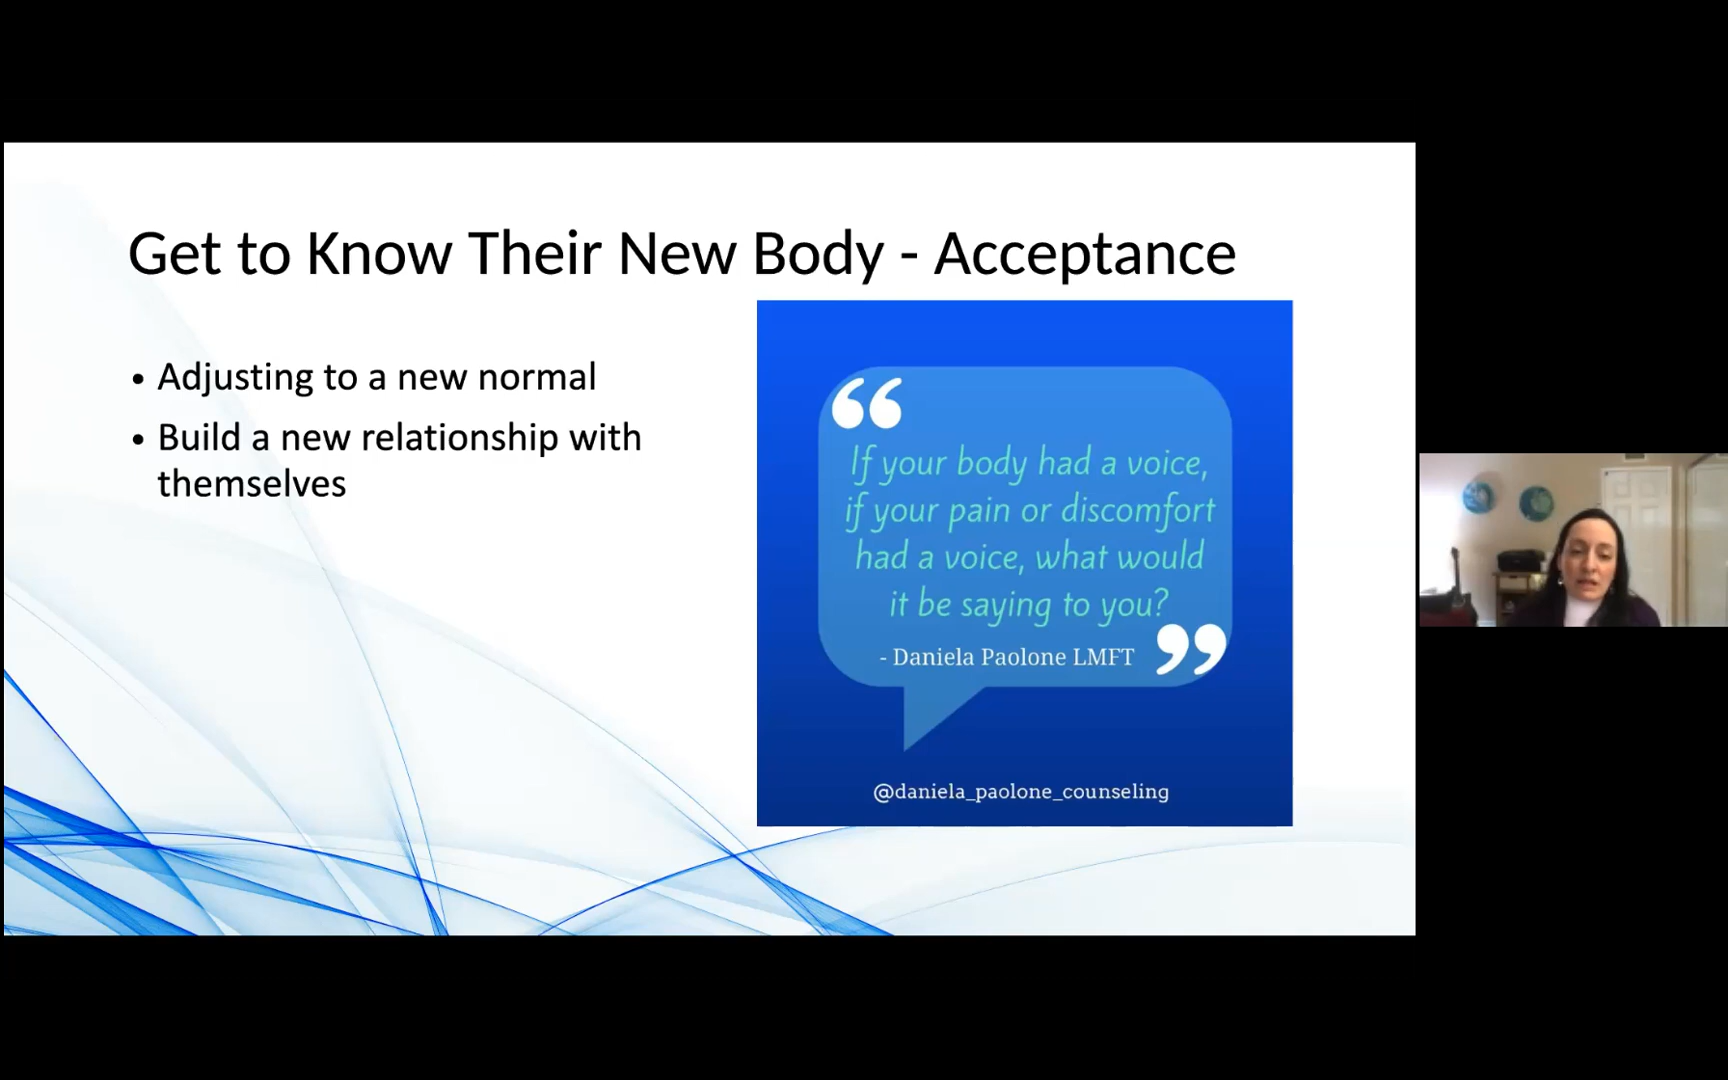 Get to Know Their New Body - Acceptance
• Adjusting to a new normal
• Build a new relationship with
themselves
“
If your body had a voice,
if your pain or discomfort
had a voice, what would
it be saying to you?
- Daniela Paolone LMFT ”
@daniela_paolone_counseling